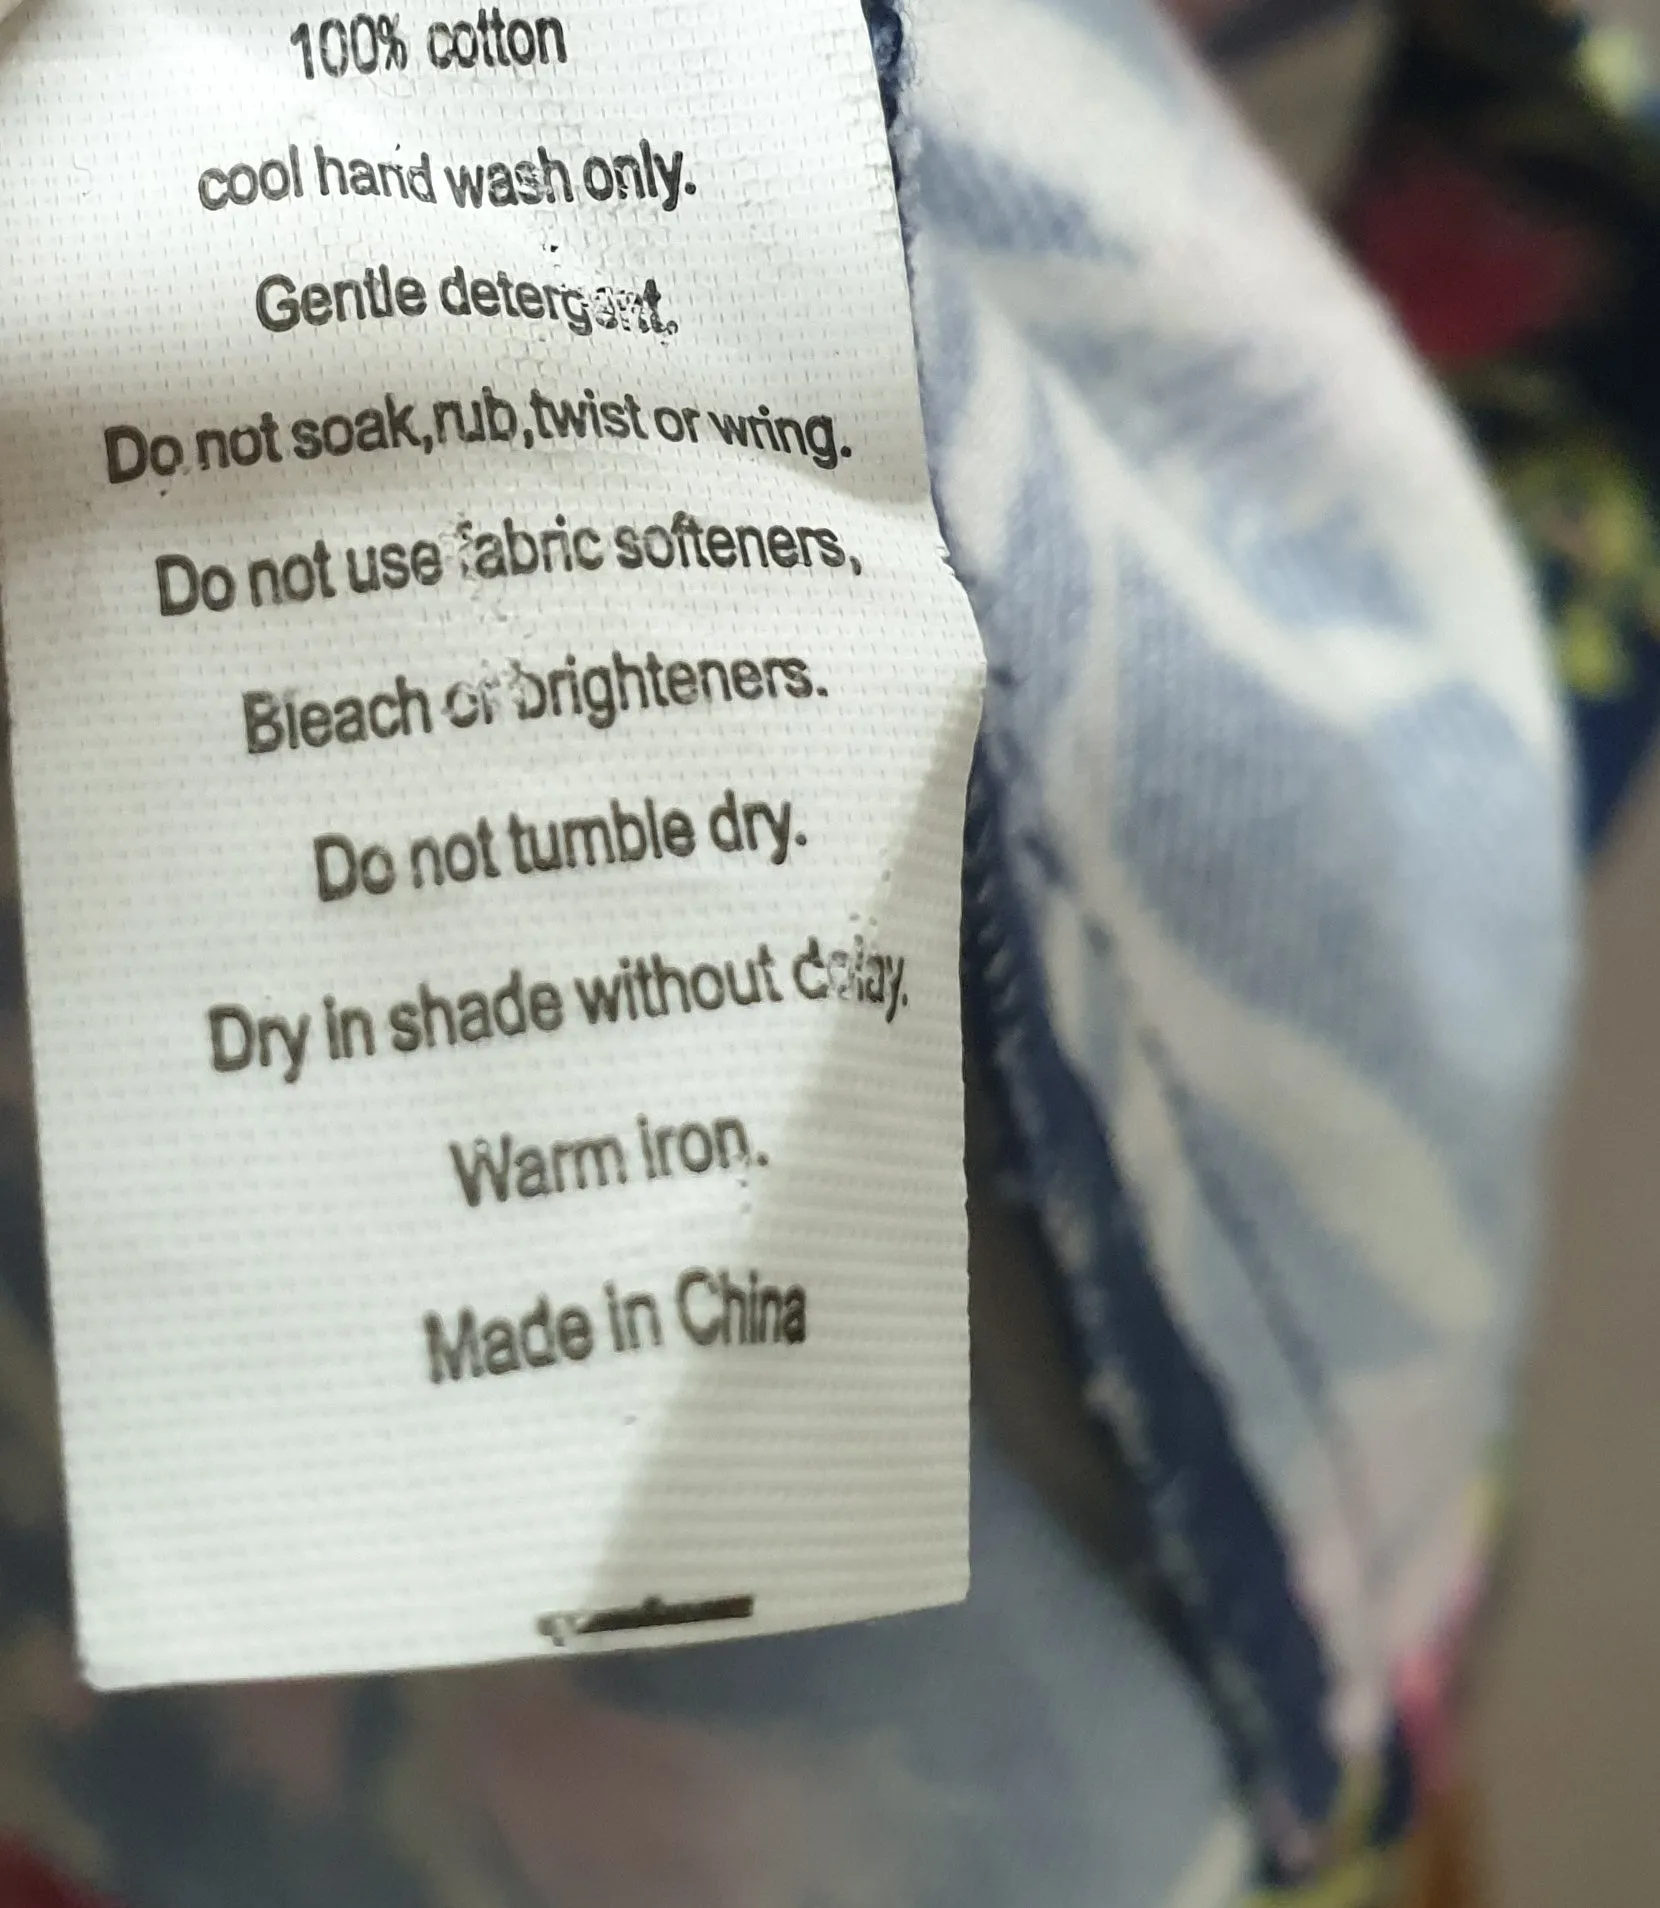 100% cotton
cool hand wash only.
Gentle detergent.
Do not soak,rub,twist or wring.
Do not use fabric softeners,
Bleach or brighteners.
Do not tumble dry.
Dry in shade without delay.
Warm iron.
Made in China